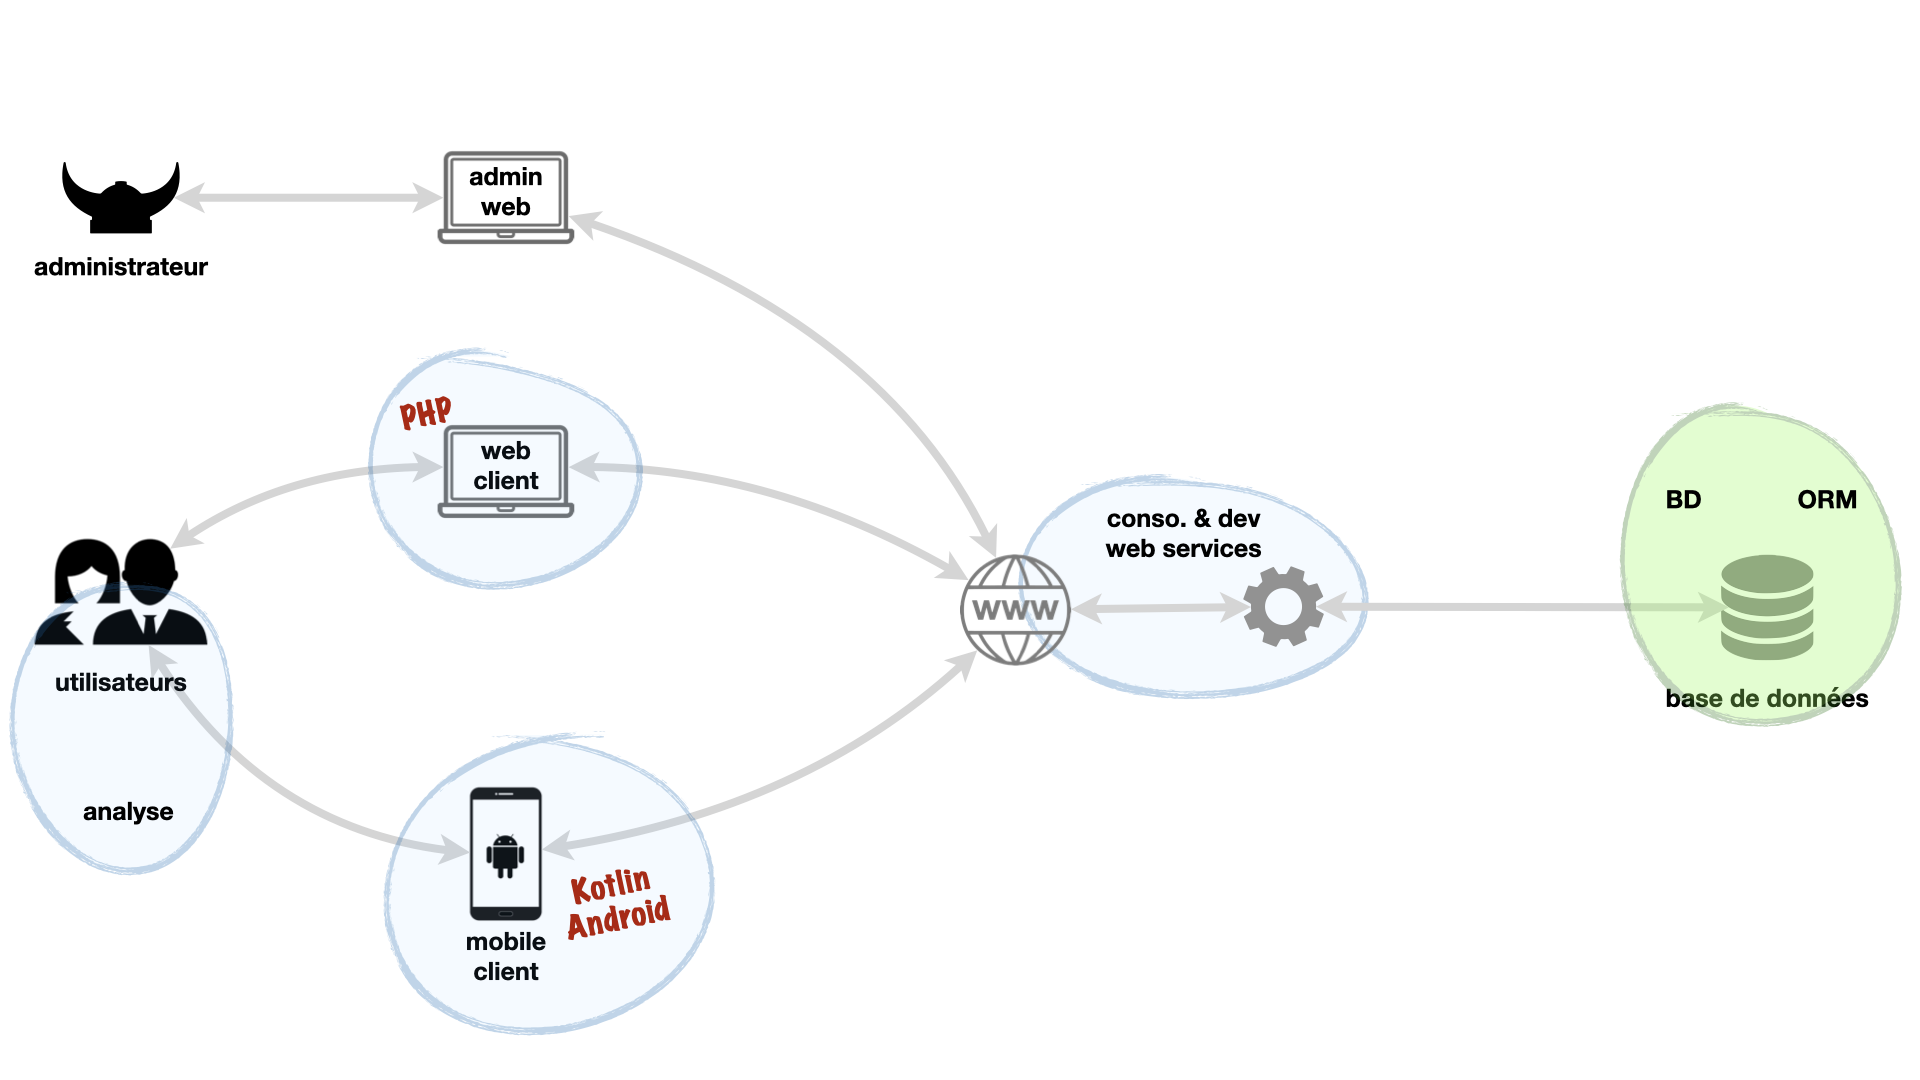 admin
web
administrateur
PHP
web
client
BD
ORM
conso. & dev
web services
www
utilisateurs
base de données
analyse
Kotlin
Android
mobile
client